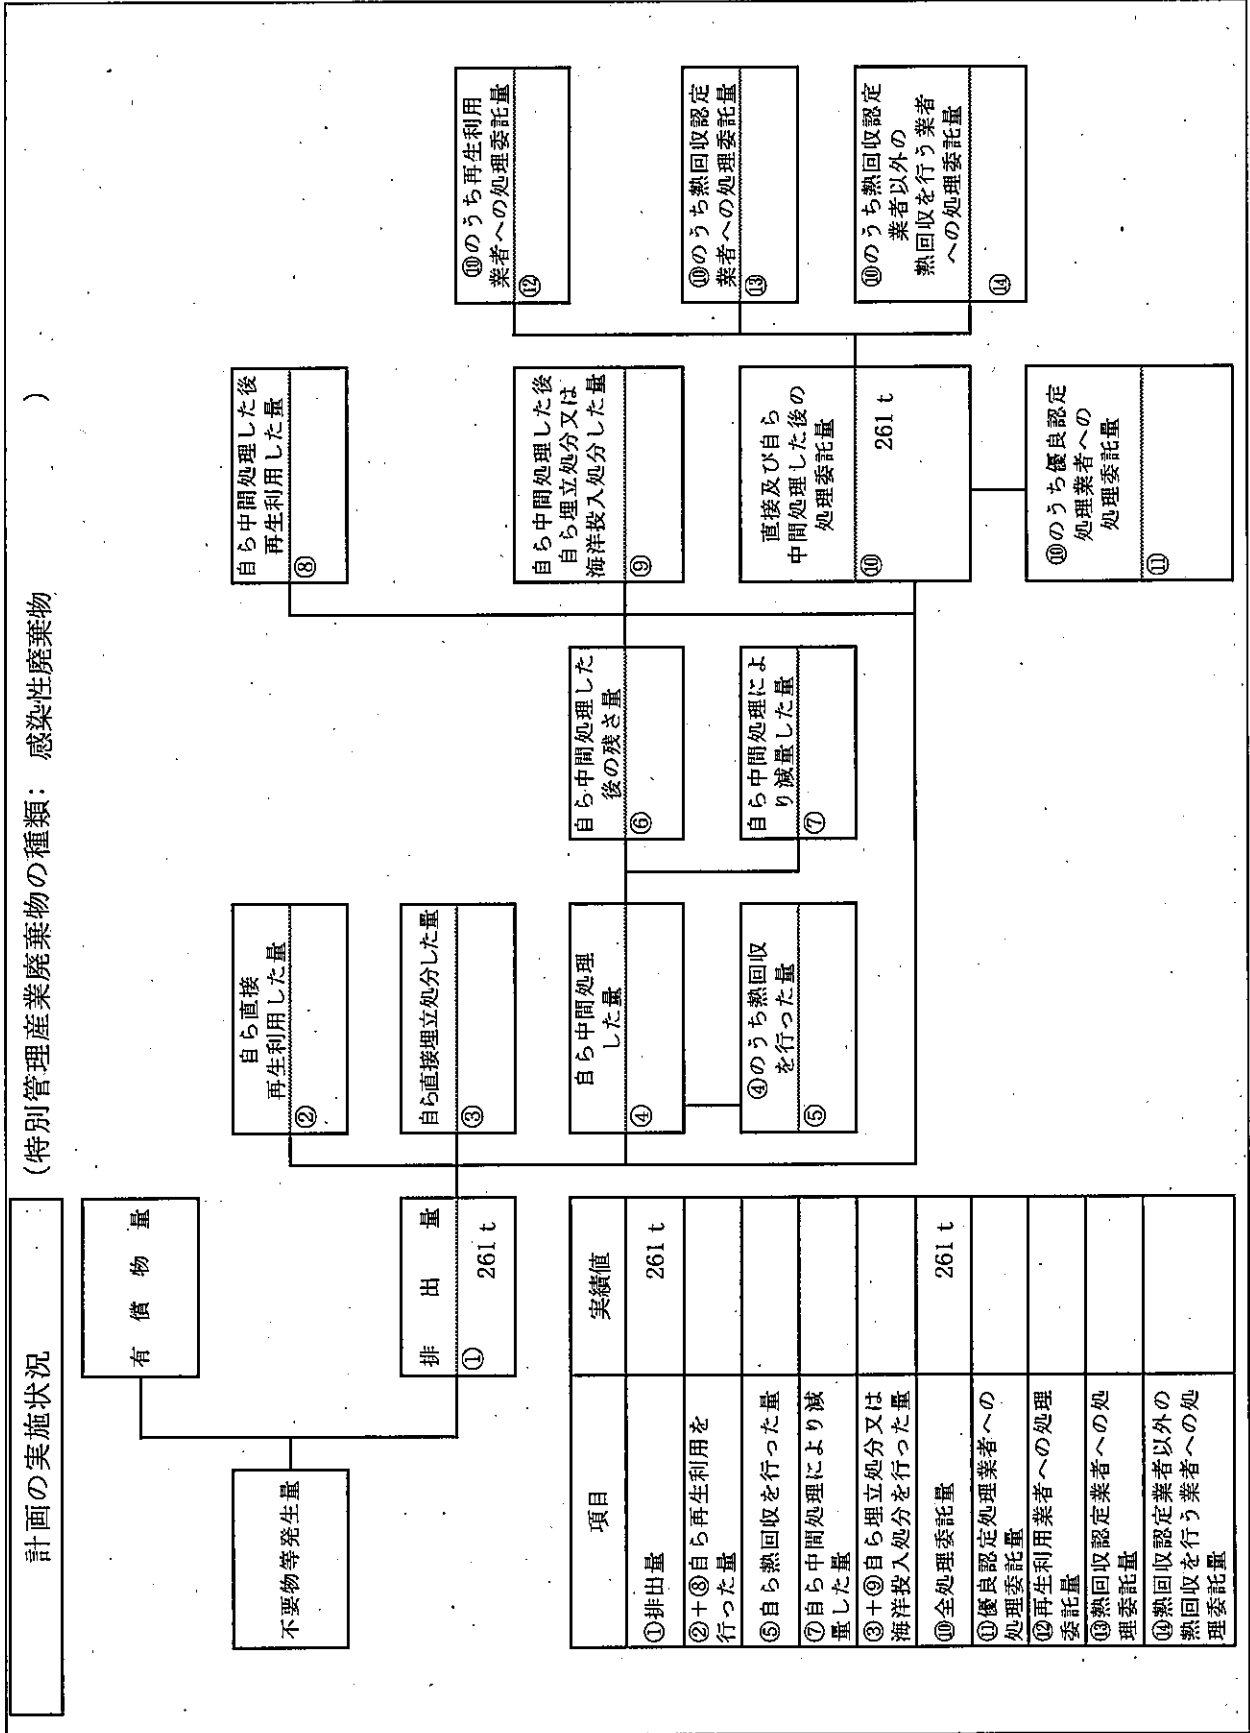 計画の実施状況
（特別管理産業廃棄物の種類： 感染性廃棄物 ）
有 償 物 量
不要物等発生量
排 出 量
① 261 t
自ら直接
再生利用した量
②
自ら直接埋立処分した量
③
自ら中間処理
した量
④
④のうち熱回収
を行った量
⑤
自ら中間処理した
後の残さ量
⑥
自ら中間処理によ
り減量した量
⑦
自ら中間処理した後
再生利用した量
⑧
自ら中間処理した後
自ら埋立処分又は
海洋投入処分した量
⑨
直接及び自ら
中間処理した後の
処理委託量
⑩ 261 t
⑩のうち優良認定
処理業者への
処理委託量
⑪
⑩のうち再生利用
業者への処理委託量
⑫
⑩のうち熱回収認定
業者への処理委託量
⑬
⑩のうち熱回収認定
業者以外の
熱回収を行う業者
への処理委託量
⑭
項目 実績値
①排出量 261 t
②＋⑧自ら再生利用を
行った量
⑤自ら熱回収を行った量
⑦自ら中間処理により減
量した量
③＋⑨自ら埋立処分又は
海洋投入処分を行った量
⑩全処理委託量 261 t
⑪優良認定処理業者への
処理委託量
⑫再生利用業者への処理
委託量
⑬熱回収認定業者への処
理委託量
⑭熱回収認定業者以外の
熱回収を行う業者への処
理委託量